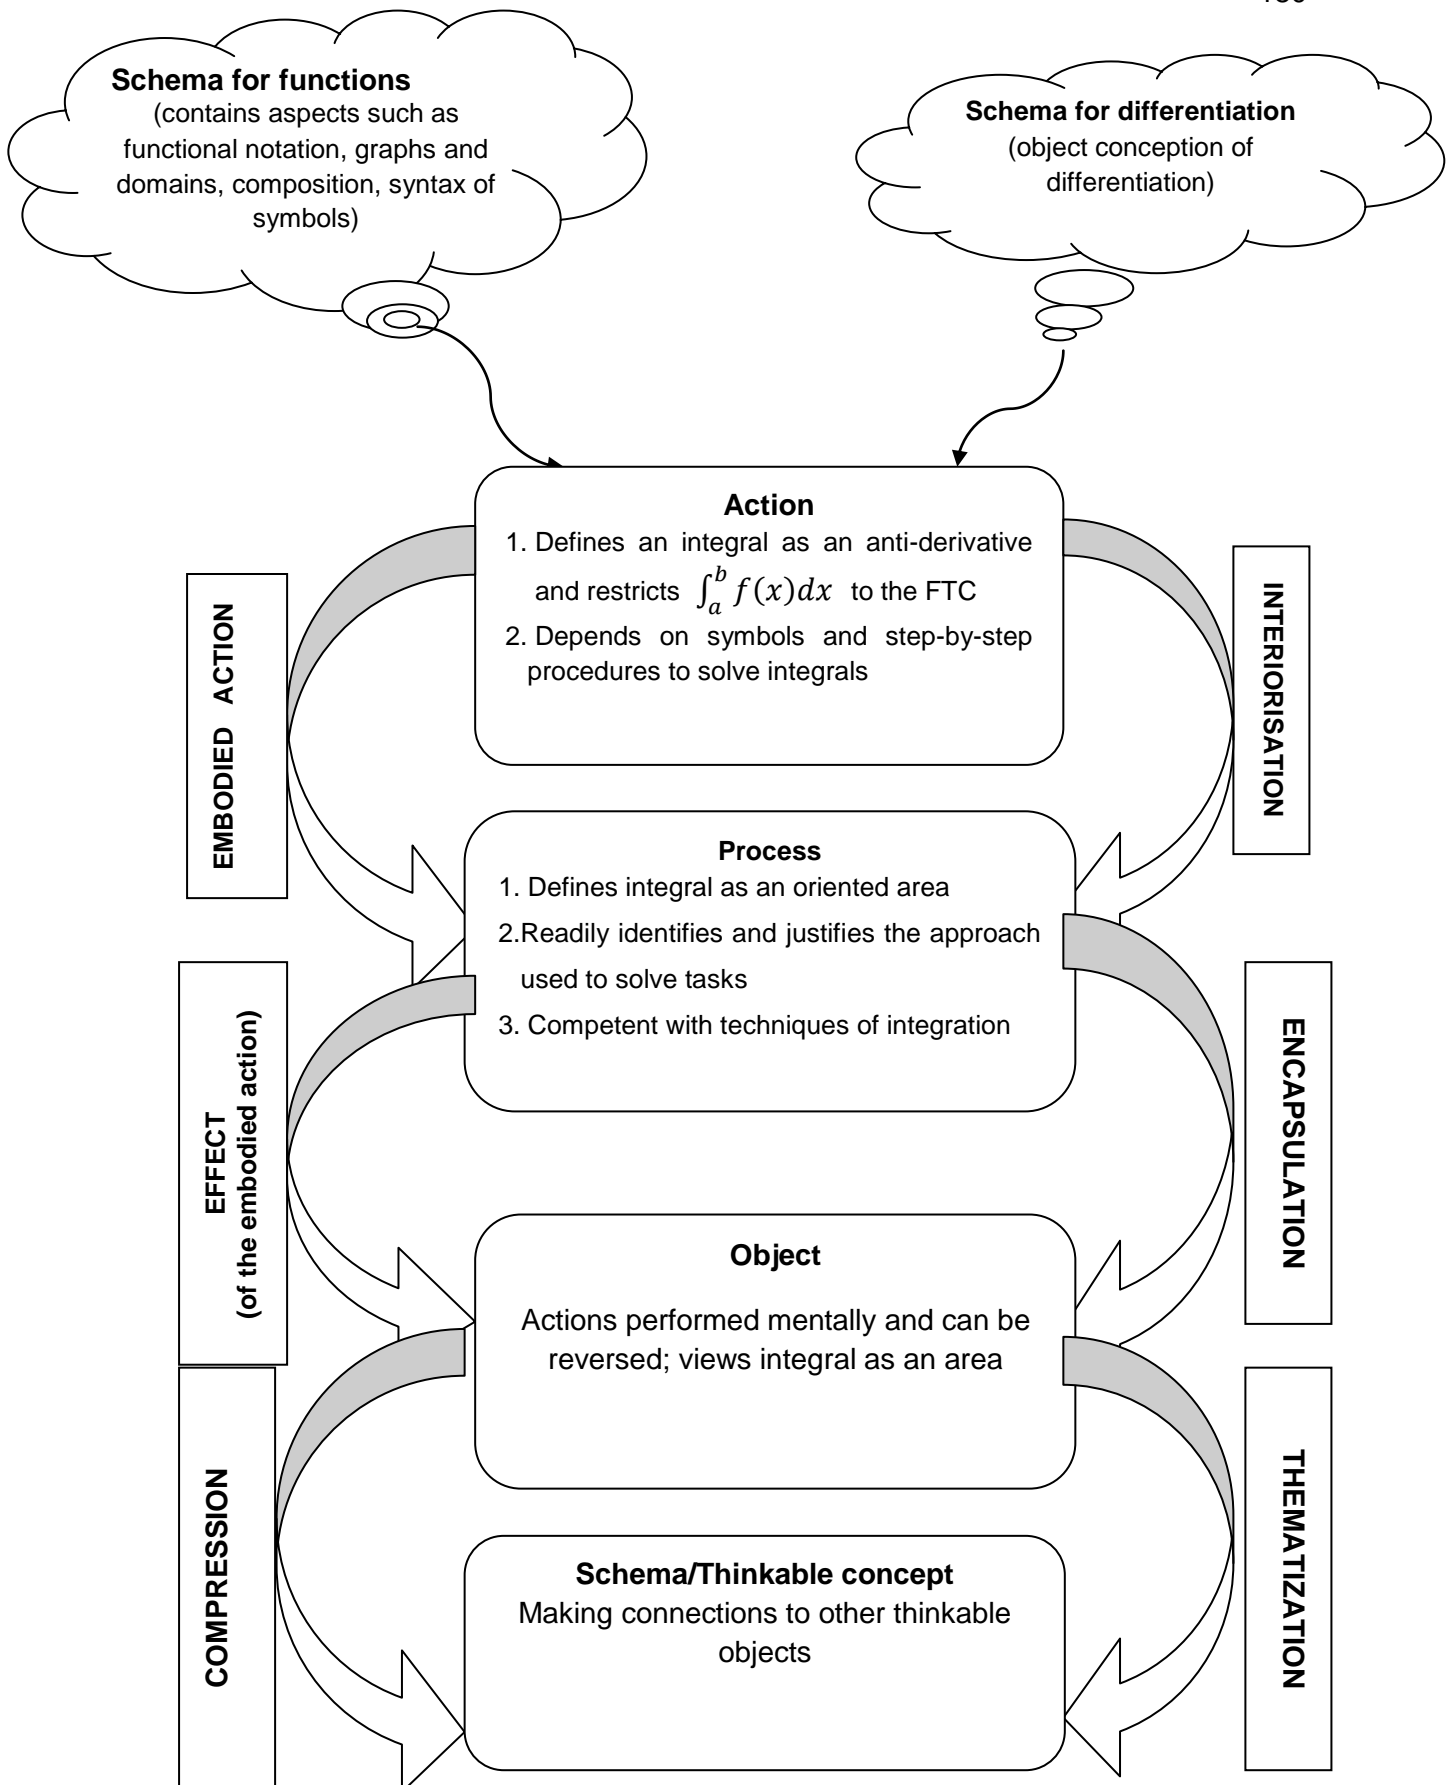 Schema for functions
(contains aspects such as
functional notation, graphs and
domains, composition, syntax of
symbols)
Schema for differentiation
(object conception of
differentiation)
Action
1. Defines an integral as an anti-derivative
and restricts ∫_a^b f(x)dx to the FTC
2. Depends on symbols and step-by-step
procedures to solve integrals
EMBODIED ACTION
INTERIORISATION
Process
1. Defines integral as an oriented area
2.Readily identifies and justifies the approach
used to solve tasks
3. Competent with techniques of integration
EFFECT
(of the embodied action)
ENCAPSULATION
Object
Actions performed mentally and can be
reversed; views integral as an area
COMPRESSION
THEMATIZATION
Schema/Thinkable concept
Making connections to other thinkable
objects